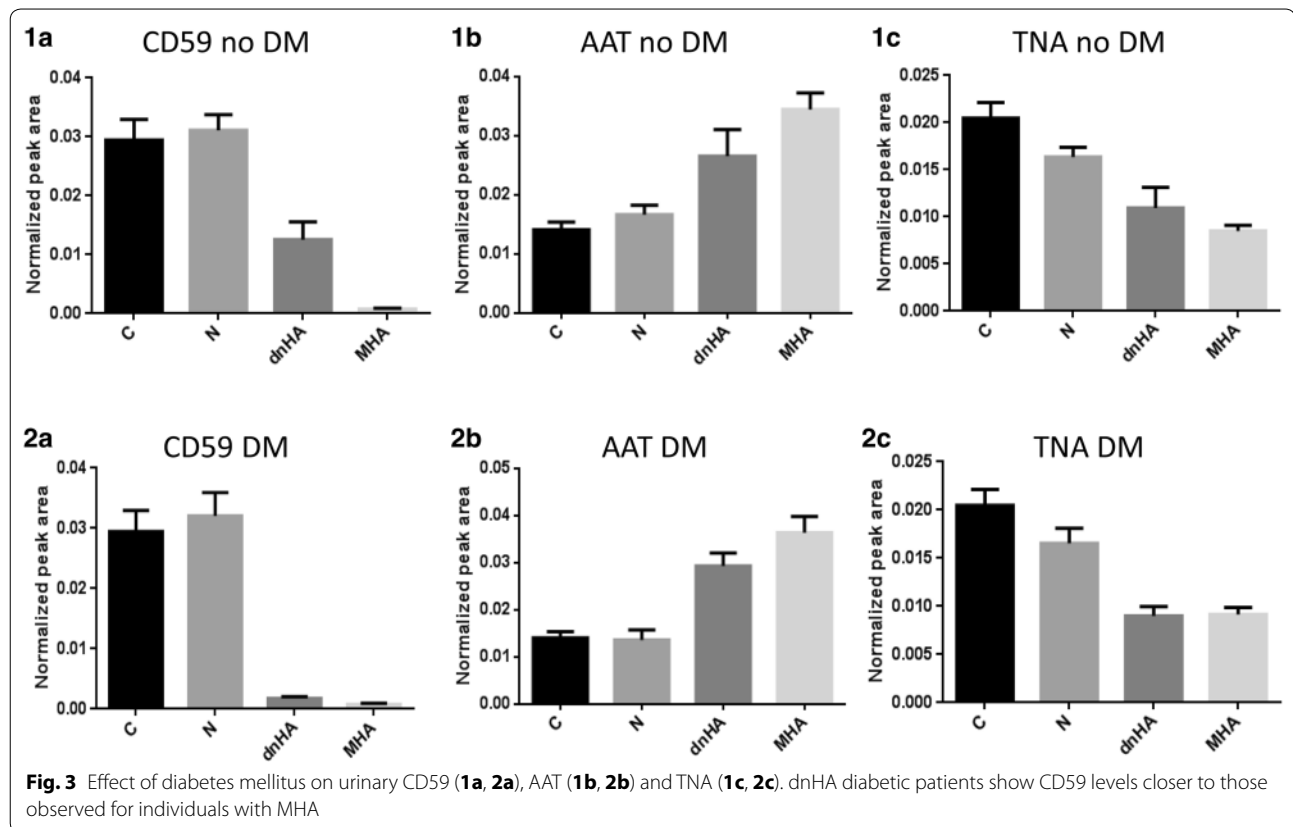 1a CD59 no DM
Normalized peak area
0.04
0.03
0.02
0.01
0.00
C N dnHA MHA
1b AAT no DM
Normalized peak area
0.04
0.03
0.02
0.01
0.00
C N dnHA MHA
1c TNA no DM
Normalized peak area
0.025
0.020
0.015
0.010
0.005
0.000
C N dnHA MHA
2a CD59 DM
Normalized peak area
0.04
0.03
0.02
0.01
0.00
C N dnHA MHA
2b AAT DM
Normalized peak area
0.05
0.04
0.03
0.02
0.01
0.00
C N dnHA MHA
2c TNA DM
Normalized peak area
0.025
0.020
0.015
0.010
0.005
0.000
C N dnHA MHA
Fig. 3 Effect of diabetes mellitus on urinary CD59 (1a, 2a), AAT (1b, 2b) and TNA (1c, 2c). dnHA diabetic patients show CD59 levels closer to those
observed for individuals with MHA